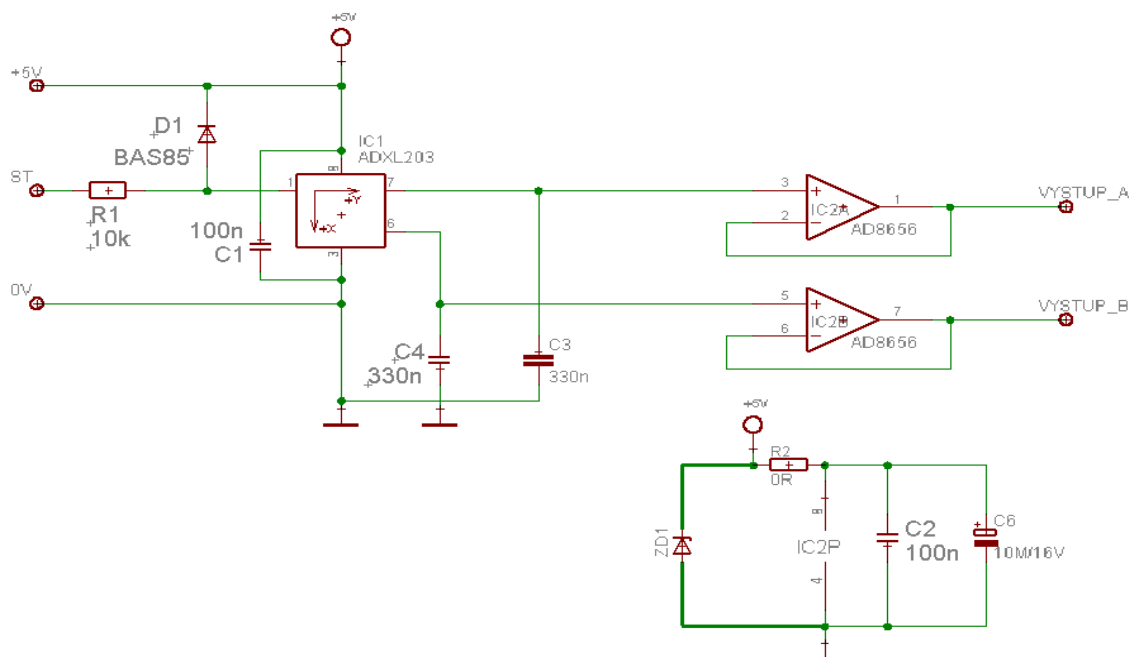 +5V
+5V
D1
BAS85
IC1
ADXL203
8
ST
1
7
3
1
VYSTUP_A
+Y
+X
IC2A
R1
10k
100n
C1
6
2
AD8656
3
0V
5
7
VYSTUP_B
IC2B
6
AD8656
C4
330n
C3
330n
+5V
R2
0R
ZD1
8
IC2P
4
C2
100n
C6
10M/16V